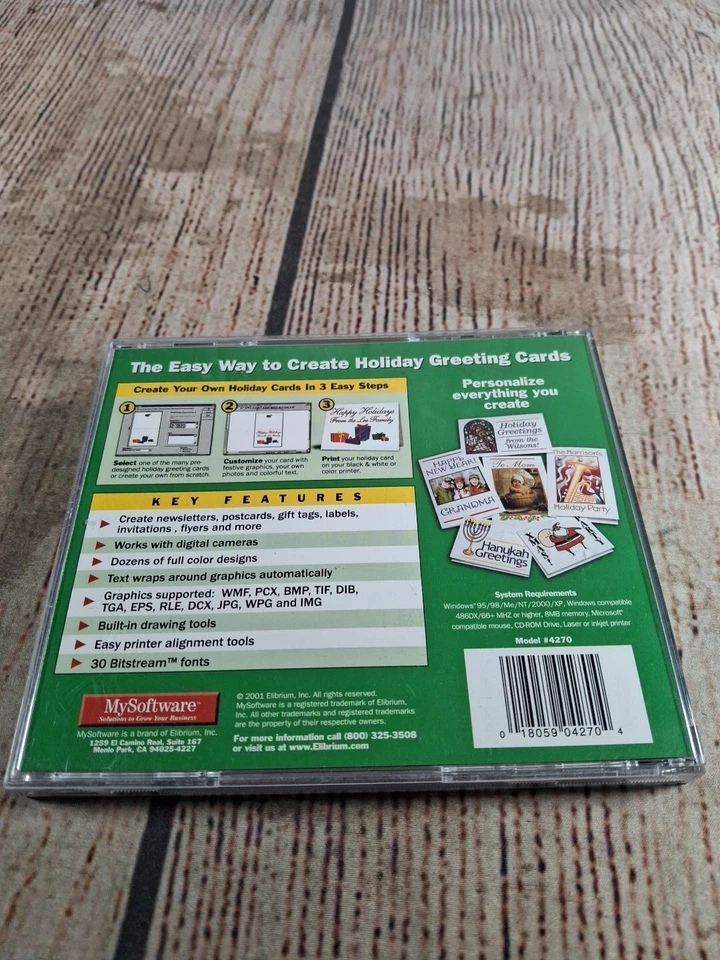 The Easy Way to Create Holiday Greeting Cards
Create Your Own Holiday Cards In 3 Easy Steps
1
Select one of the many pre-
designed holiday greeting cards
or create your own from scratch.
2
Customize your card with
festive graphics, your own
photos and colorful text.
3
Happy Holidays
From the Lee Family
Print your holiday card
on your black & white or
color printer.
KEY FEATURES
Create newsletters, postcards, gift tags, labels,
invitations , flyers and more
Works with digital cameras
Dozens of full color designs
Text wraps around graphics automatically
Graphics supported: WMF, PCX, BMP, TIF, DIB,
TGA, EPS, RLE, DCX, JPG, WPG and IMG
Built-in drawing tools
Easy printer alignment tools
30 Bitstream™ fonts
Personalize
everything you
create
Holiday
Greetings
from the
Wilsons!
HAPPY
NEW YEAR!
GRANDMA
To Mom
The Morrison's
Holiday Party
Hanukah
Greetings
System Requirements
Windows® 95/98/Me/NT/2000/XP, Windows compatible
486DX/66+ MHZ or higher, 8MB memory, Microsoft®
compatible mouse, CD-ROM Drive, Laser or inkjet printer
Model #4270
0 18059 04270 4
MySoftware™
Solutions to Grow Your Business
MySoftware is a brand of Elibrium, Inc.
1259 El Camino Real, Suite 167
Menlo Park, CA 94025-4227
© 2001 Elibrium, Inc. All rights reserved.
MySoftware is a registered trademark of Elibrium,
Inc. All other trademarks and registered trademarks
are the property of their respective owners.
For more information call (800) 325-3508
or visit us at www.Elibrium.com